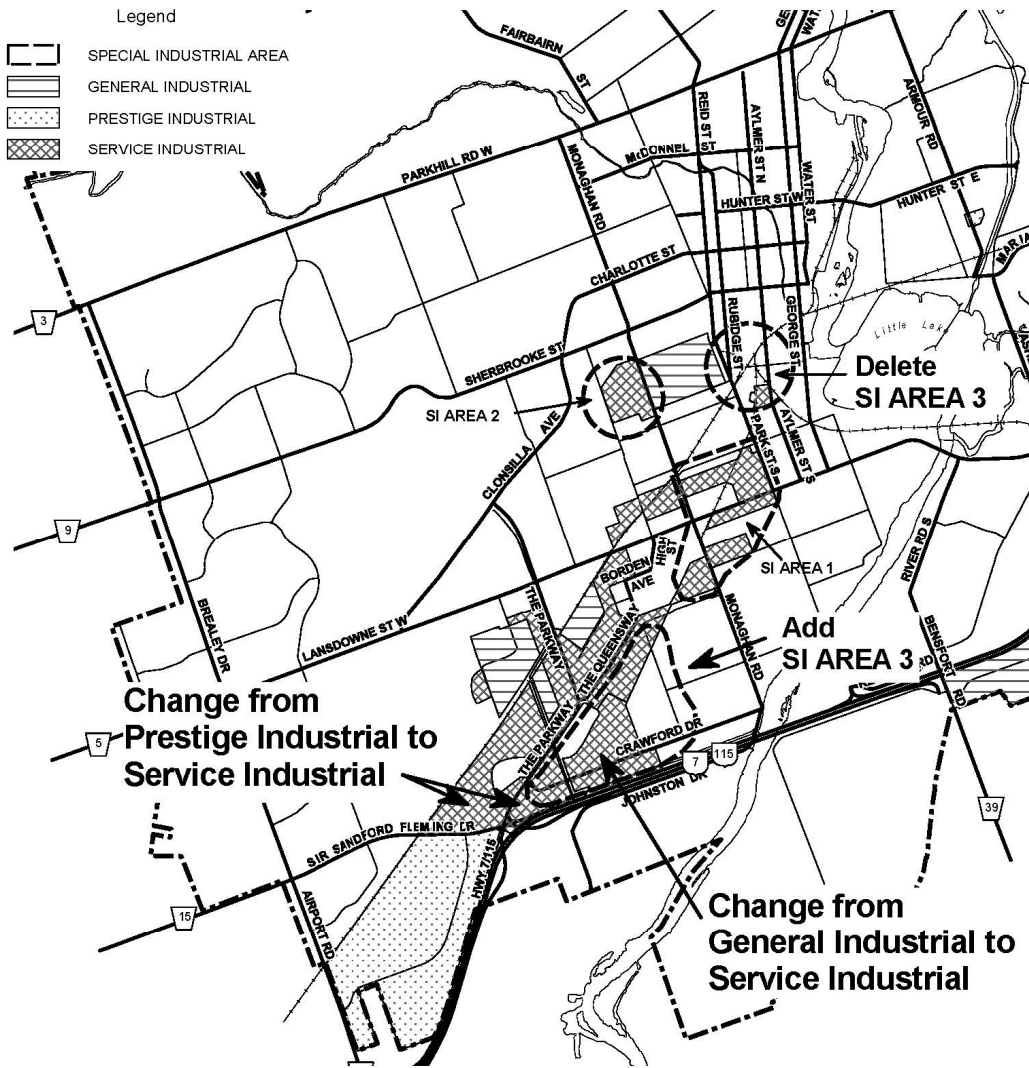 Legend
SPECIAL INDUSTRIAL AREA
GENERAL INDUSTRIAL
PRESTIGE INDUSTRIAL
SERVICE INDUSTRIAL
FAIRBAIRN
ST
PARKHILL RD W
MONAGHAN RD
REID ST
McDONNEL ST
AYLMER ST N
WATER ST
HUNTER ST W
HUNTER ST E
ARMOUR RD
CHARLOTTE ST
RUBIDGE ST
GEORGE ST
Little Lake
3
SHERBROOKE ST
Delete
SI AREA 3
SI AREA 2
CLONSILLA AVE
PARK ST S
AYLMER ST S
9
BREALEY DR
LANSDOWNE ST W
THE PARKWAY
BORDEN
AVE
HIGH
ST
SI AREA 1
RIVER RD S
MONAGHAN RD
THE QUEENSWAY
Add
SI AREA 3
BENSFORT RD
Change from
Prestige Industrial to
Service Industrial
5
THE PARKWAY
CRAWFORD DR
7
115
JOHNSTON DR
39
SIR SANDFORD FLEMING DR
HWY 7/115
15
AIRPORT RD
Change from
General Industrial to
Service Industrial